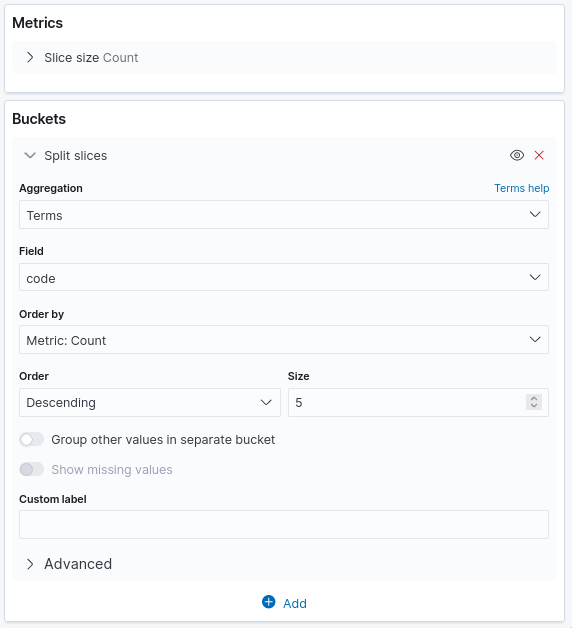 Metrics
Slice size Count
Buckets
Split slices
Aggregation Terms help
Terms
Field
code
Order by
Metric: Count
Order Size
Descending 5
Group other values in separate bucket
Show missing values
Custom label
Advanced
Add